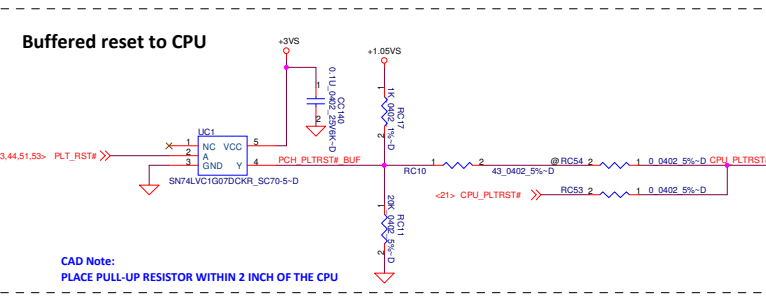 Buffered reset to CPU
+3VS
+1.05VS
1
0.1U_0402_25V6K~D
CC140
2
1
1K_0402_1%~D
RC17
2
UC1
1 NC VCC 5
2 A
3 GND Y 4
SN74LVC1G07DCKR_SC70-5~D
3,44,51,53> PLT_RST#
PCH_PLTRST#_BUF
RC10 1 2
43_0402_5%~D
@ RC54 2 1 0_0402_5%~D CPU_PLTRST#
<21> CPU_PLTRST# RC53 2 1 0_0402_5%~D
1
20K_0402_5%~D
RC11
2
CAD Note:
PLACE PULL-UP RESISTOR WITHIN 2 INCH OF THE CPU